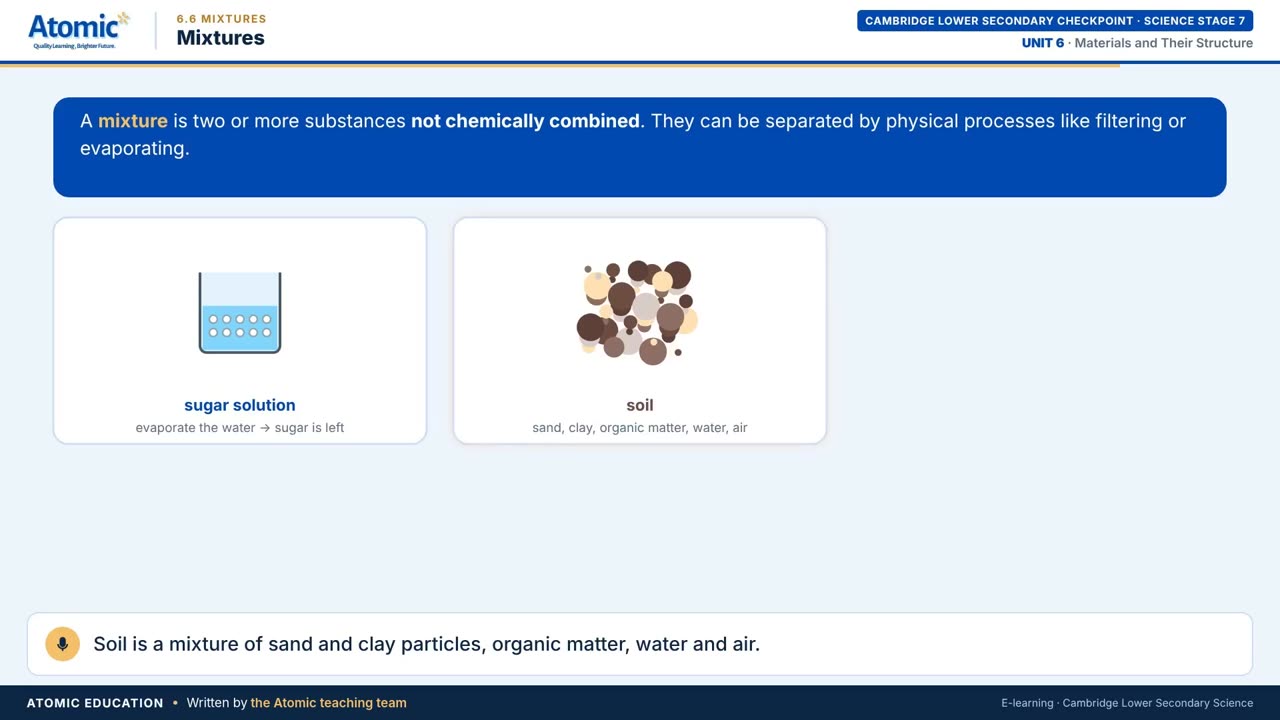 Atomic
Quality Learning, Brighter Future.
6.6 MIXTURES
Mixtures
CAMBRIDGE LOWER SECONDARY CHECKPOINT · SCIENCE STAGE 7
UNIT 6 · Materials and Their Structure
A mixture is two or more substances not chemically combined. They can be separated by physical processes like filtering or
evaporating.
sugar solution
evaporate the water → sugar is left
soil
sand, clay, organic matter, water, air
Soil is a mixture of sand and clay particles, organic matter, water and air.
ATOMIC EDUCATION • Written by the Atomic teaching team
E-learning · Cambridge Lower Secondary Science